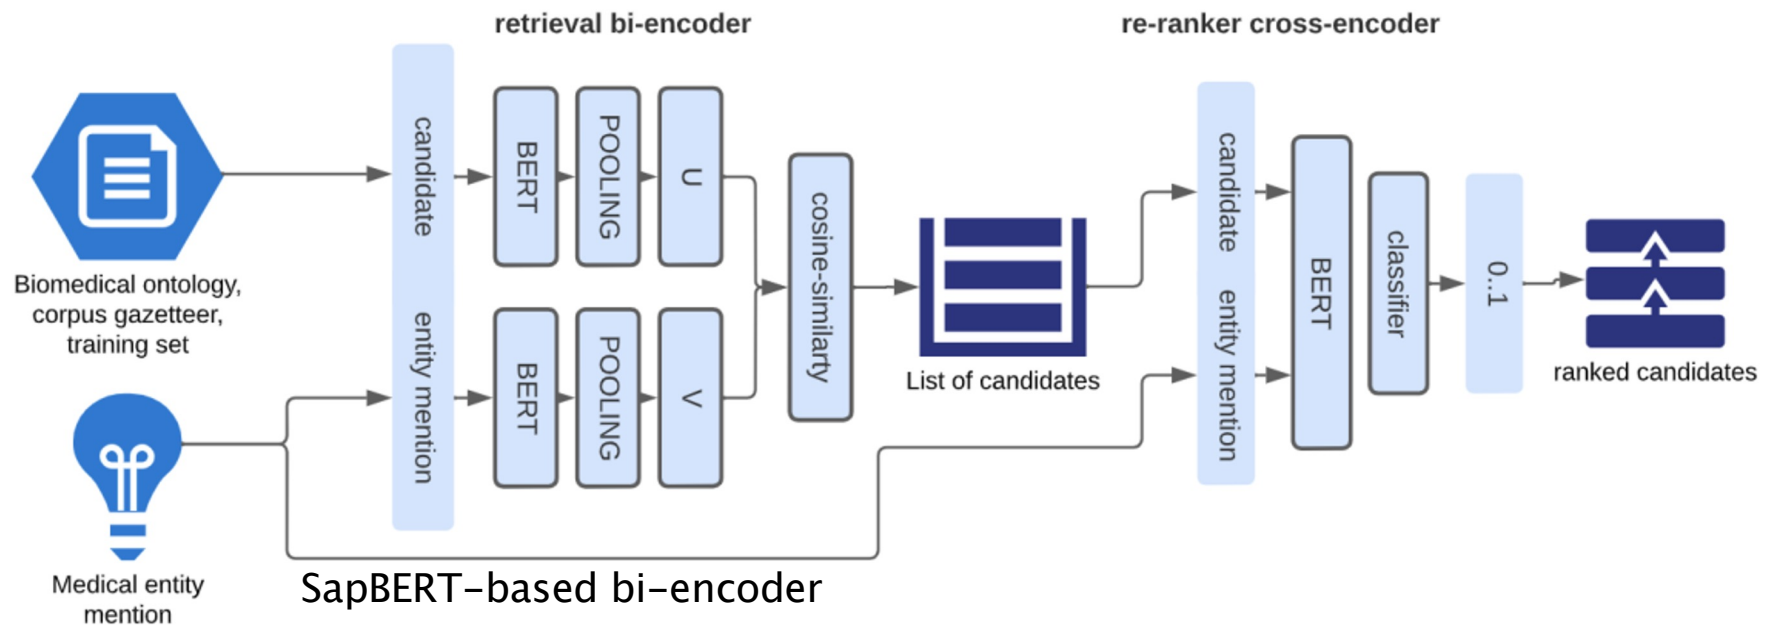 retrieval bi-encoder
re-ranker cross-encoder
Biomedical ontology,
corpus gazetteer,
training set
Medical entity
mention
candidate
entity mention
BERT
POOLING
U
BERT
POOLING
V
cosine-similarty
List of candidates
candidate
entity mention
BERT
classifier
0..1
ranked candidates
SapBERT-based bi-encoder